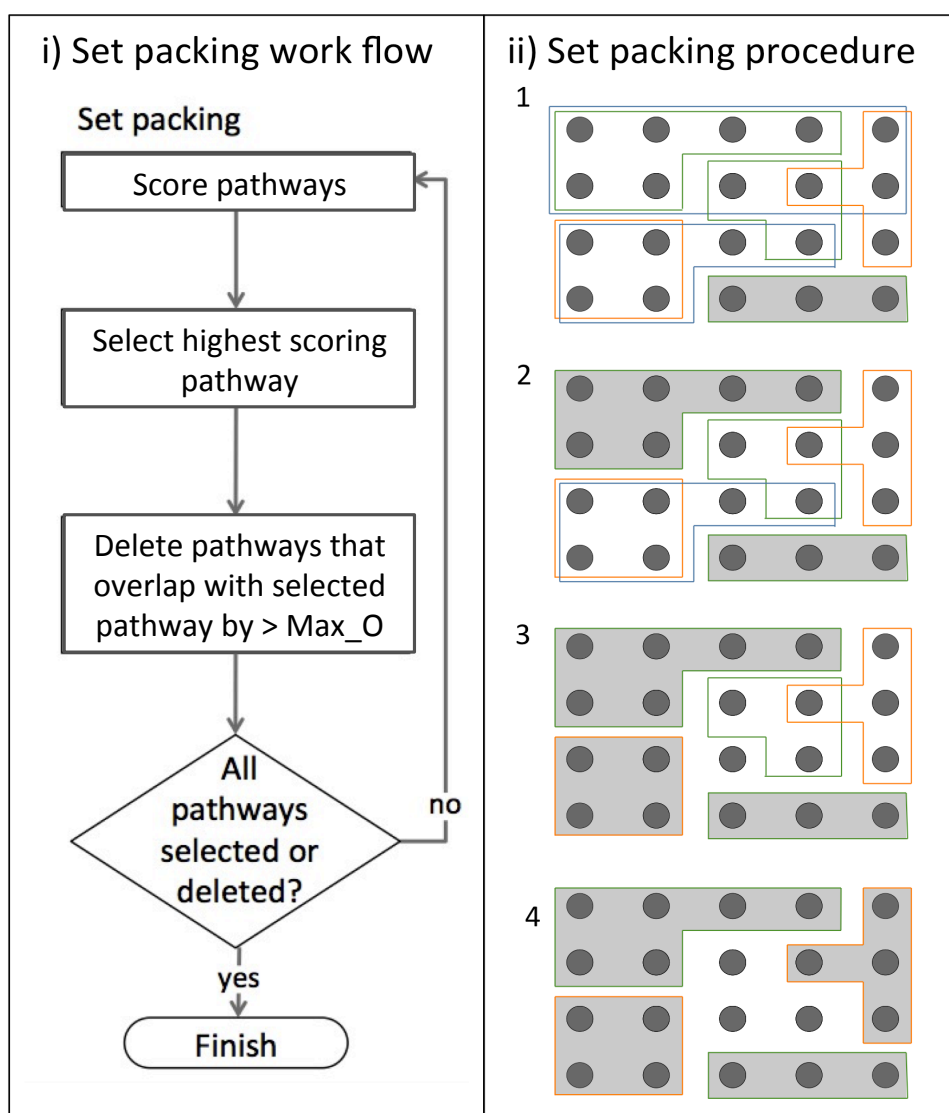 i) Set packing work flow
Set packing
Score pathways
Select highest scoring
pathway
Delete pathways that
overlap with selected
pathway by > Max_O
All
pathways
selected or
deleted?
no
yes
Finish
ii) Set packing procedure
1
2
3
4